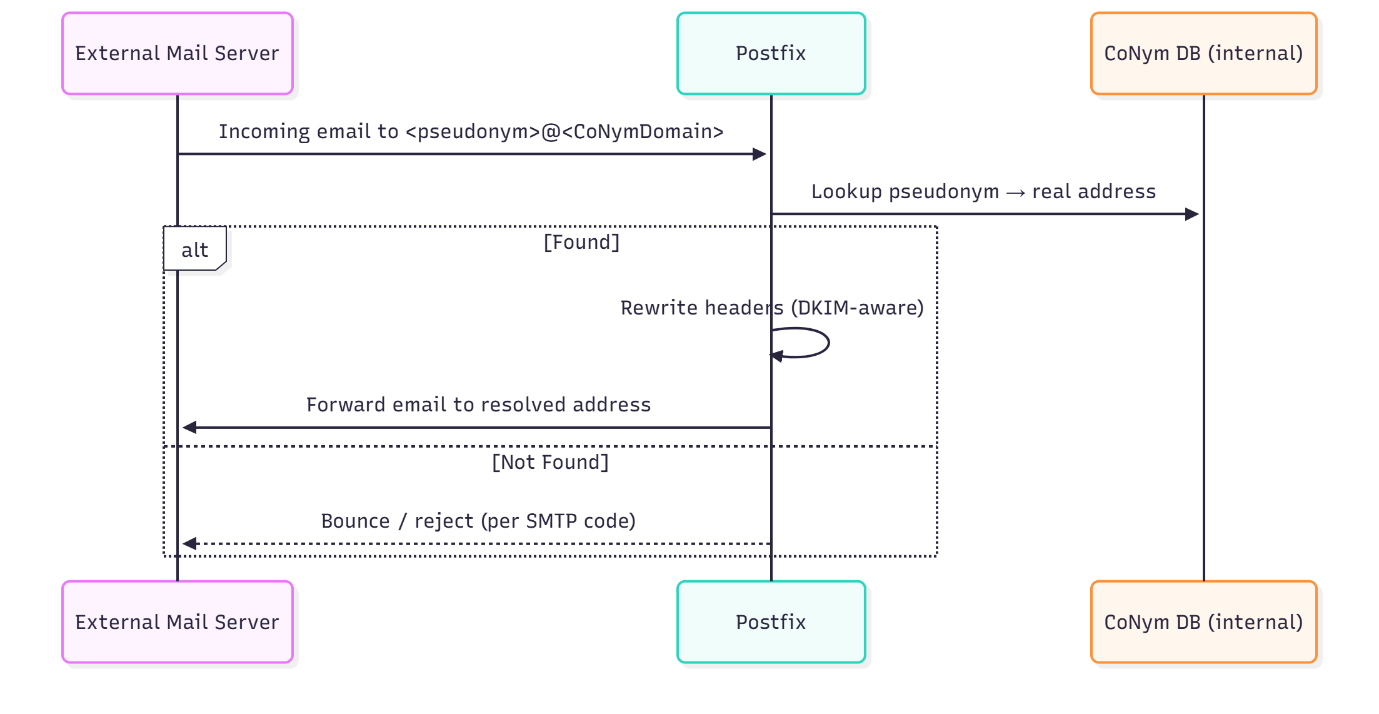 External Mail Server
Postfix
CoNym DB (internal)
Incoming email to <pseudonym>@<CoNymDomain>
Lookup pseudonym → real address
alt
[Found]
Rewrite headers (DKIM-aware)
Forward email to resolved address
[Not Found]
Bounce / reject (per SMTP code)
External Mail Server
Postfix
CoNym DB (internal)